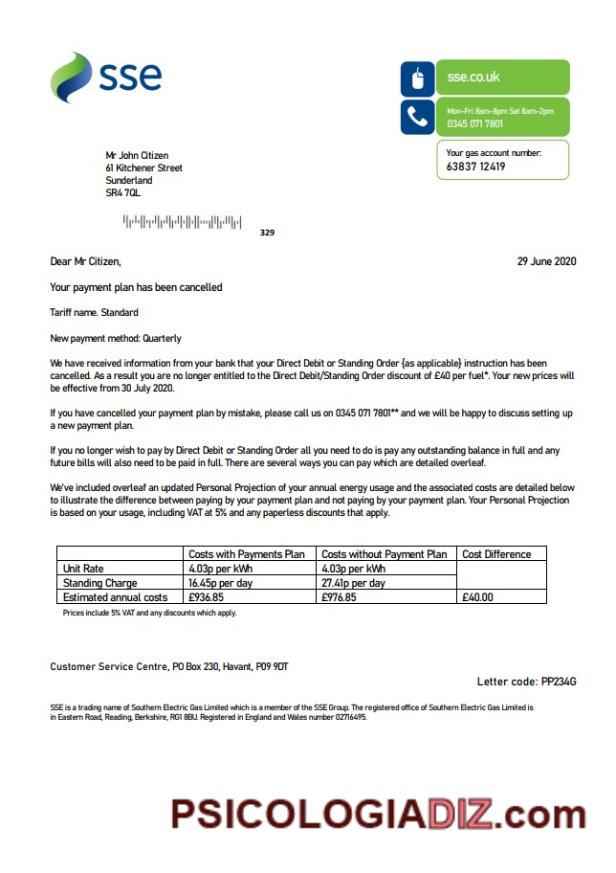 sse
sse.co.uk
Mon-Fri 8am-8pm Sat 8am-2pm
0345 071 7801
Your gas account number:
63837 12419
Mr John Citizen
61 Kitchener Street
Sunderland
SR4 7QL
329
Dear Mr Citizen,
29 June 2020
Your payment plan has been cancelled
Tariff name. Standard
New payment method: Quarterly
We have received information from your bank that your Direct Debit or Standing Order {as applicable} instruction has been
cancelled. As a result you are no longer entitled to the Direct Debit/Standing Order discount of £40 per fuel*. Your new prices will
be effective from 30 July 2020.
If you have cancelled your payment plan by mistake, please call us on 0345 071 7801** and we will be happy to discuss setting up
a new payment plan.
If you no longer wish to pay by Direct Debit or Standing Order all you need to do is pay any outstanding balance in full and any
future bills will also need to be paid in full. There are several ways you can pay which are detailed overleaf.
We've included overleaf an updated Personal Projection of your annual energy usage and the associated costs are detailed below
to illustrate the difference between paying by your payment plan and not paying by your payment plan. Your Personal Projection
is based on your usage, including VAT at 5% and any paperless discounts that apply.
Costs with Payments Plan Costs without Payment Plan Cost Difference
Unit Rate 4.03p per kWh 4.03p per kWh
Standing Charge 16.45p per day 27.41p per day
Estimated annual costs £936.85 £976.85 £40.00
Prices include 5% VAT and any discounts which apply.
Customer Service Centre, PO Box 230, Havant, P09 9DT
Letter code: PP234G
SSE is a trading name of Southern Electric Gas Limited which is a member of the SSE Group. The registered office of Southern Electric Gas Limited is
in Eastern Road, Reading, Berkshire, RG1 8BU. Registered in England and Wales number 02716495.
PSICOLOGIADIZ.com